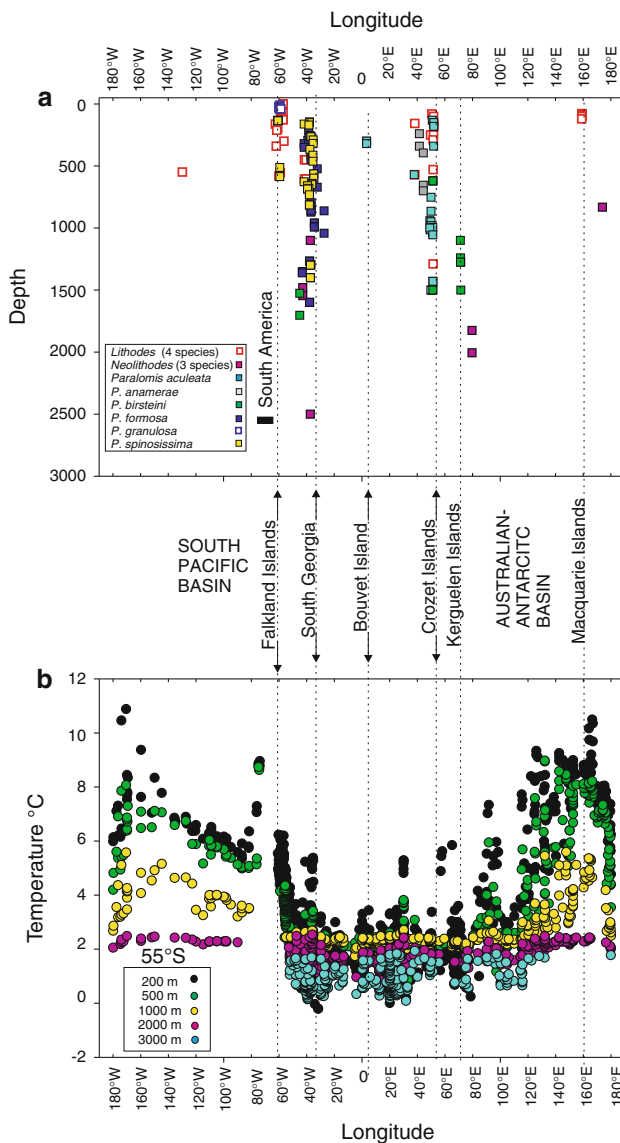 Longitude
180°W
160°W
140°W
120°W
100°W
80°W
60°W
40°W
20°W
0
20°E
40°E
60°E
80°E
100°E
120°E
140°E
160°E
180°E
a
Depth
0
500
1000
1500
2000
2500
3000
Lithodes (4 species)
Neolithodes (3 species)
Paralomis aculeata
P. anamerae
P. birsteini
P. formosa
P. granulosa
P. spinosissima
South America
SOUTH
PACIFIC
BASIN
Falkland Islands
South Georgia
Bouvet Island
Crozet Islands
Kerguelen Islands
AUSTRALIAN-
ANTARCITC
BASIN
Macquarie Islands
b
Temperature °C
12
10
8
6
4
2
0
-2
55°S
200 m
500 m
1000 m
2000 m
3000 m
180°W
160°W
140°W
120°W
100°W
80°W
60°W
40°W
20°W
0
20°E
40°E
60°E
80°E
100°E
120°E
140°E
160°E
180°E
Longitude